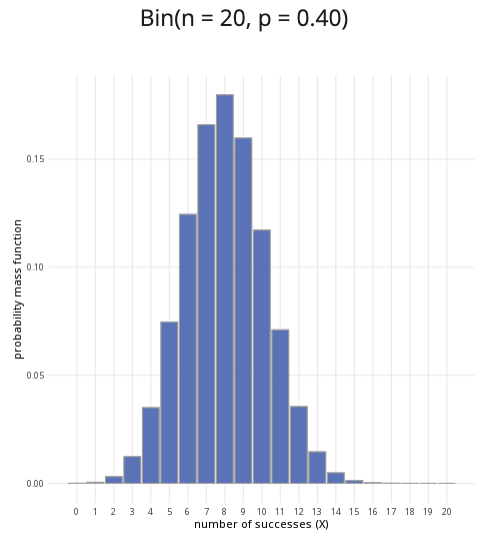 Bin(n = 20, p = 0.40)
probability mass function
0.15
0.10
0.05
0.00
0 1 2 3 4 5 6 7 8 9 10 11 12 13 14 15 16 17 18 19 20
number of successes (X)